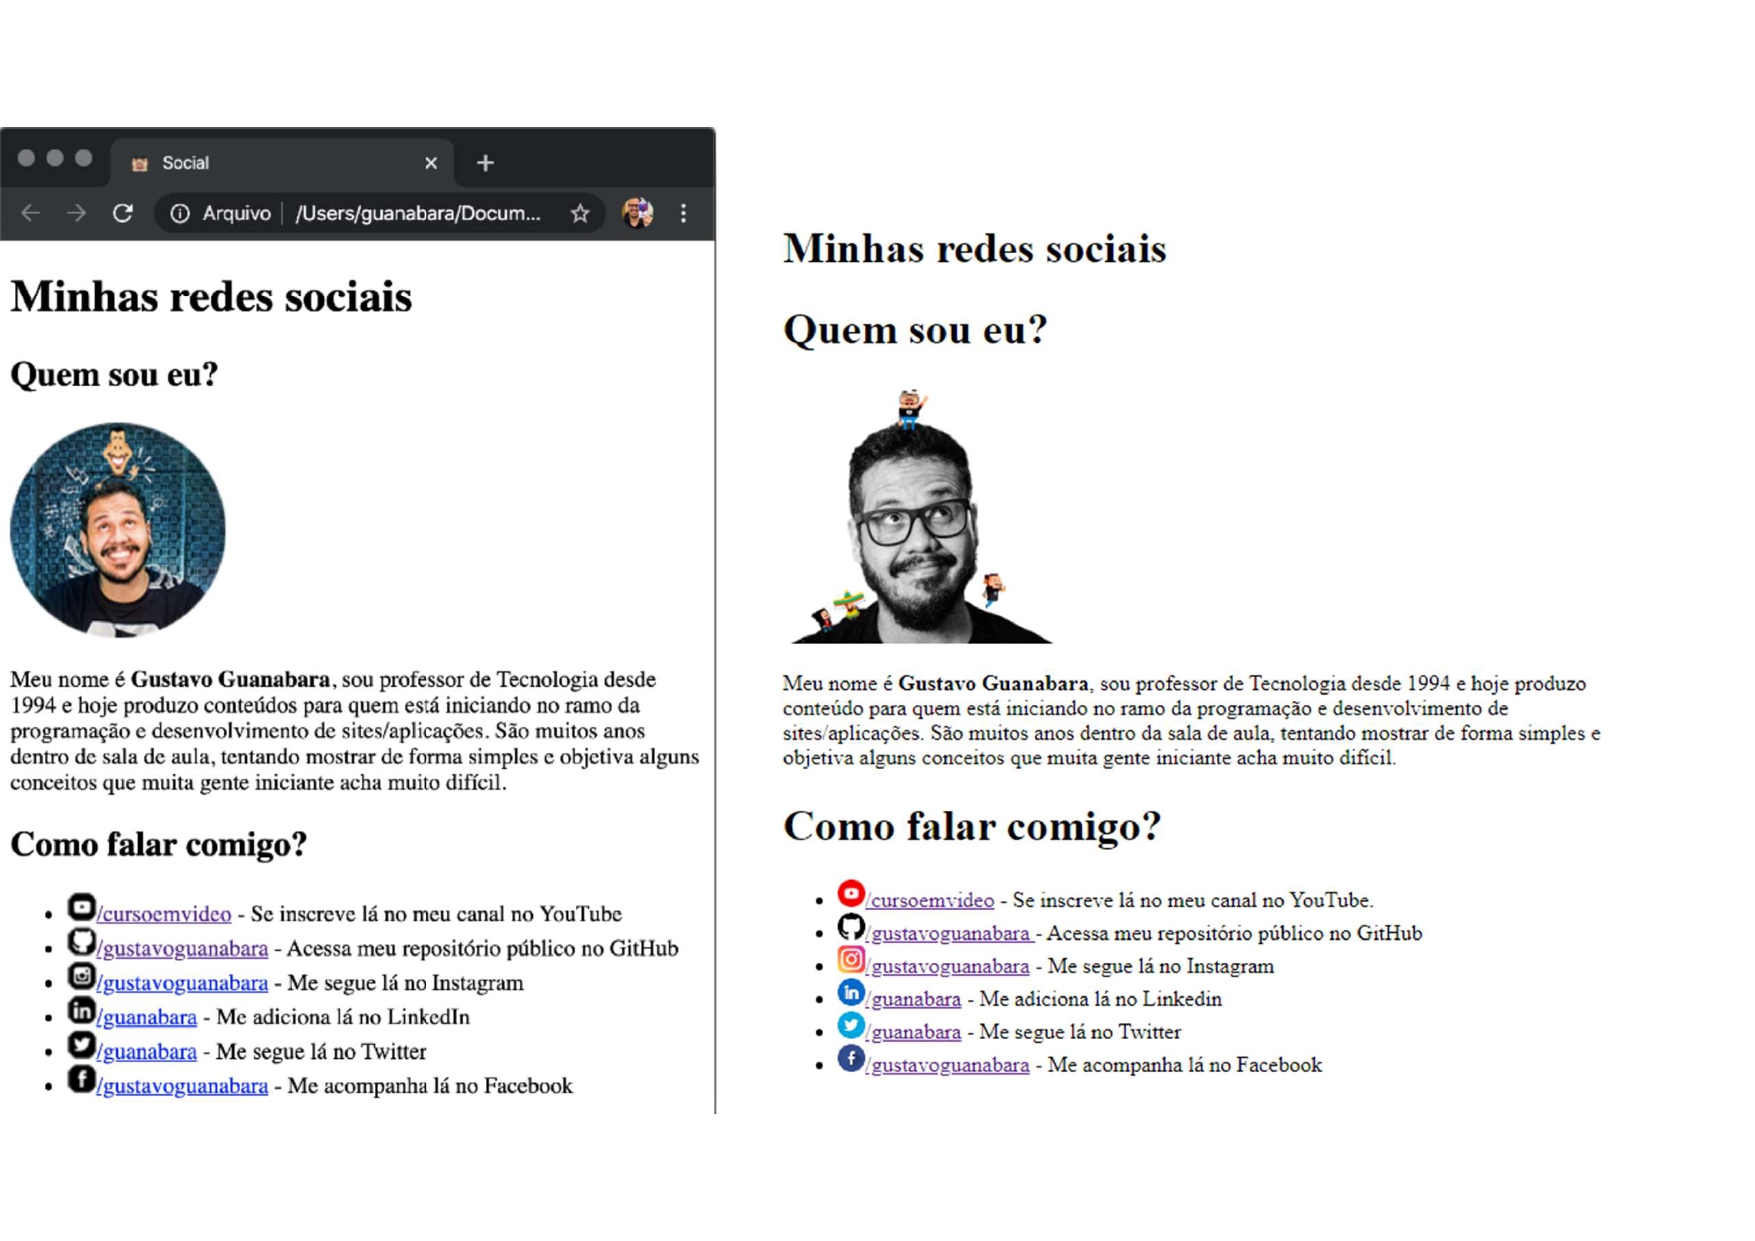 Social
Arquivo /Users/guanabara/Docum...
Minhas redes sociais
Quem sou eu?
Meu nome é Gustavo Guanabara, sou professor de Tecnologia desde
1994 e hoje produzo conteúdos para quem está iniciando no ramo da
programação e desenvolvimento de sites/aplicações. São muitos anos
dentro de sala de aula, tentando mostrar de forma simples e objetiva alguns
conceitos que muita gente iniciante acha muito difícil.
Como falar comigo?
/cursoemvideo - Se inscreve lá no meu canal no YouTube
/gustavoguanabara - Acessa meu repositório público no GitHub
/gustavoguanabara - Me segue lá no Instagram
/guanabara - Me adiciona lá no LinkedIn
/guanabara - Me segue lá no Twitter
/gustavoguanabara - Me acompanha lá no Facebook
Minhas redes sociais
Quem sou eu?
Meu nome é Gustavo Guanabara, sou professor de Tecnologia desde 1994 e hoje produzo
conteúdo para quem está iniciando no ramo da programação e desenvolvimento de
sites/aplicações. São muitos anos dentro da sala de aula, tentando mostrar de forma simples e
objetiva alguns conceitos que muita gente iniciante acha muito difícil.
Como falar comigo?
/cursoemvideo - Se inscreve lá no meu canal no YouTube.
/gustavoguanabara - Acessa meu repositório público no GitHub
/gustavoguanabara - Me segue lá no Instagram
/guanabara - Me adiciona lá no Linkedin
/guanabara - Me segue lá no Twitter
/gustavoguanabara - Me acompanha lá no Facebook